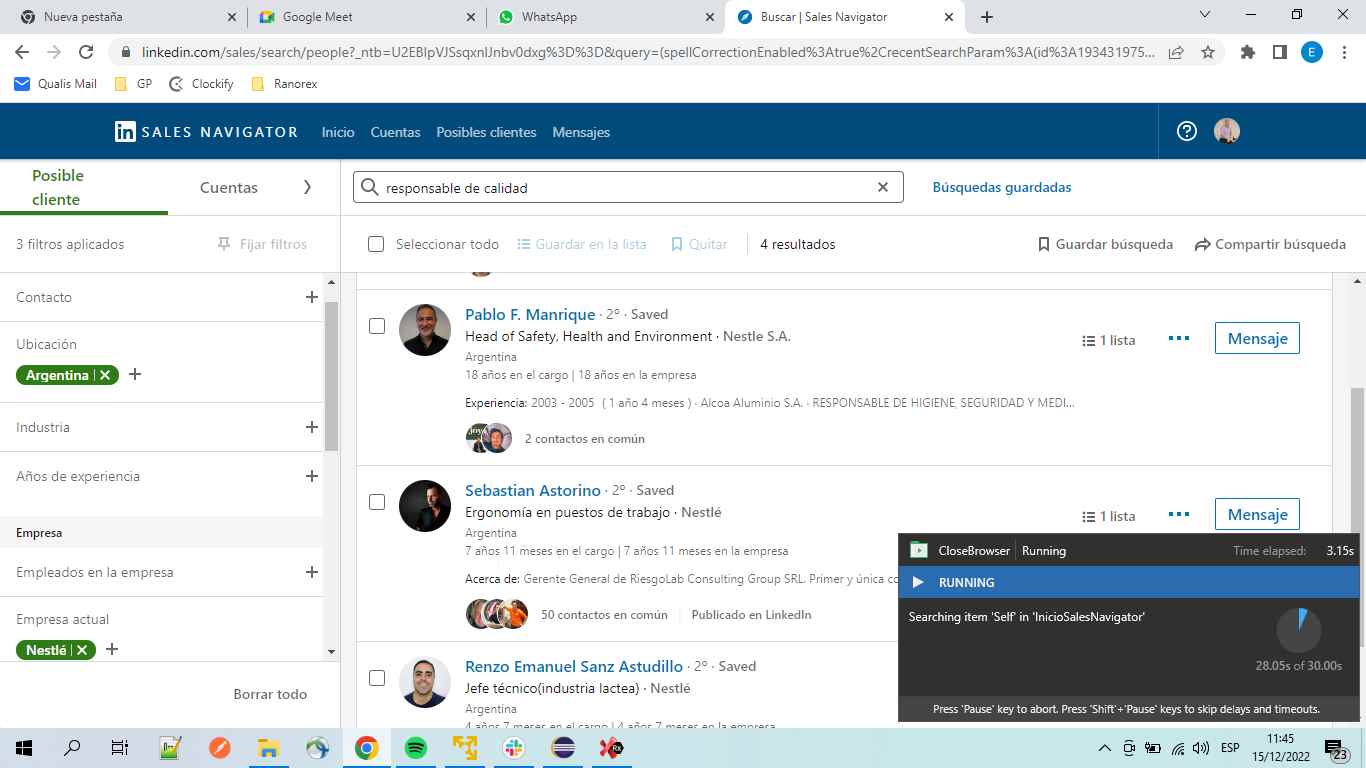 Nueva pestaña
Google Meet
WhatsApp
Buscar | Sales Navigator
linkedin.com/sales/search/people?_ntb=U2EBlpVJSsqxnlJnbv0dxg%3D%3D&query=(spellCorrectionEnabled%3Atrue%2CrecentSearchParam%3A(id%3A193431975...
E
Qualis Mail
GP
Clockify
Ranorex
in SALES NAVIGATOR
Inicio
Cuentas
Posibles clientes
Mensajes
Posible
cliente
Cuentas
responsable de calidad
Búsquedas guardadas
3 filtros aplicados
Fijar filtros
Seleccionar todo
Guardar en la lista
Quitar
4 resultados
Guardar búsqueda
Compartir búsqueda
Contacto
Ubicación
Argentina
Industria
Años de experiencia
Empresa
Empleados en la empresa
Empresa actual
Nestlé
Borrar todo
Pablo F. Manrique · 2º · Saved
Head of Safety, Health and Environment · Nestle S.A.
Argentina
18 años en el cargo | 18 años en la empresa
Experiencia: 2003 - 2005 ( 1 año 4 meses ) · Alcoa Aluminio S.A. · RESPONSABLE DE HIGIENE, SEGURIDAD Y MEDI...
2 contactos en común
1 lista
Mensaje
Sebastian Astorino · 2º · Saved
Ergonomía en puestos de trabajo · Nestlé
Argentina
7 años 11 meses en el cargo | 7 años 11 meses en la empresa
Acerca de: Gerente General de RiesgoLab Consulting Group SRL. Primer y única co
50 contactos en común
Publicado en LinkedIn
1 lista
Mensaje
Renzo Emanuel Sanz Astudillo · 2º · Saved
Jefe técnico(industria lactea) · Nestlé
Argentina
4 años 7 meses en el cargo | 4 años 7 meses en la empresa
CloseBrowser
Running
Time elapsed: 3.15s
RUNNING
Searching item 'Self' in 'InicioSalesNavigator'
28.05s of 30.00s
Press 'Pause' key to abort. Press 'Shift'+'Pause' keys to skip delays and timeouts.
ESP
11:45
15/12/2022
23